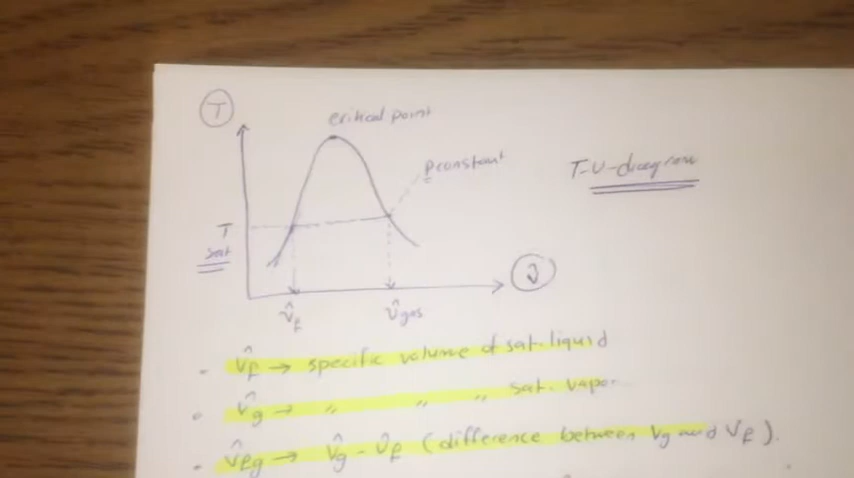 T
critical point
P constant
T-v-diagram
T
sat
v̂
v̂f
v̂gas
• v̂f → specific volume of sat. liquid
• v̂g → " " " sat. vapor
• v̂fg → v̂g - v̂f (difference between vg and vf).